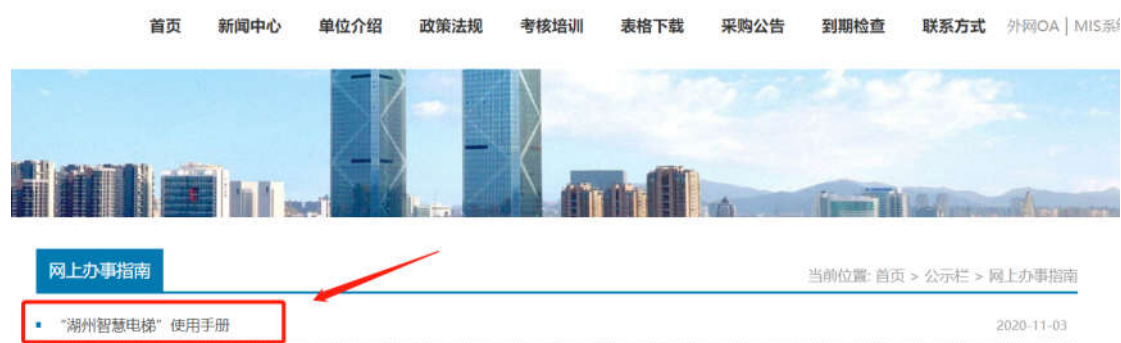 首页 新闻中心 单位介绍 政策法规 考核培训 表格下载 采购公告 到期检查 联系方式 外网OA | MIS系
网上办事指南
当前位置: 首页 > 公示栏 > 网上办事指南
▪ “湖州智慧电梯”使用手册 2020-11-03